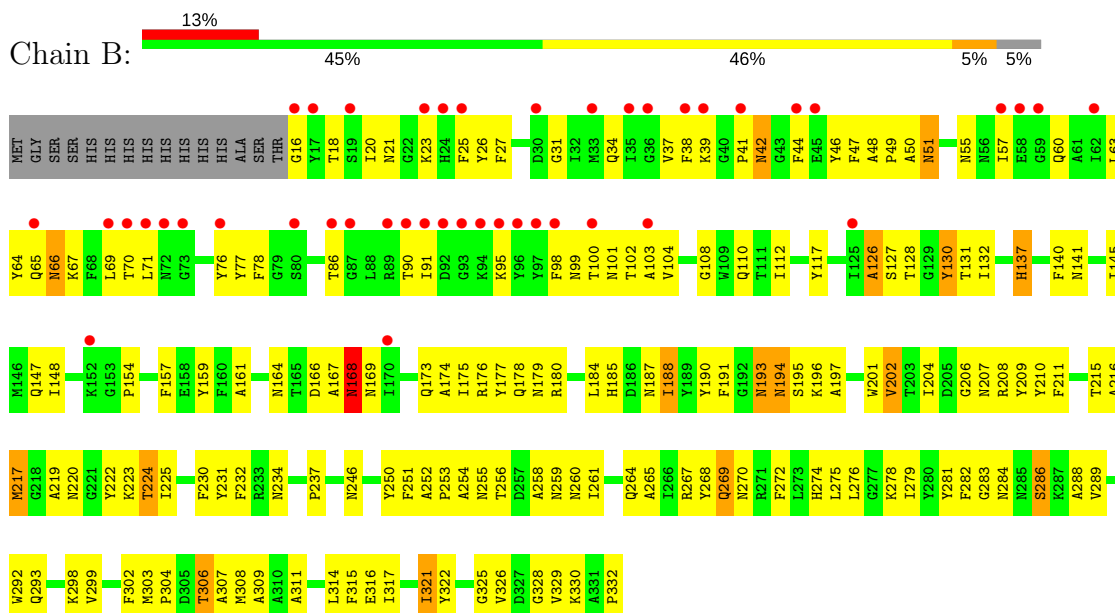 13%
Chain B:
45% 46% 5% 5%
MET GLY SER SER HIS HIS HIS HIS HIS HIS HIS HIS ALA SER THR G16 Y17 T18 S19 I20 N21 G22 K23 H24 F25 Y26 F27 D30 G31 I32 M33 Q34 I35 G36 V37 F38 K39 G40 P41 N42 G43 F44 E45 Y46 F47 A48 P49 A50 N51 N55 N56 I57 E58 G59 Q60 A61 I62 L63
Y64 Q65 N66 K67 F68 L69 T70 L71 N72 G73 Y76 Y77 F78 G79 S80 T86 G87 L88 R89 T90 I91 D92 G93 K94 K95 Y96 Y97 F98 N99 T100 N101 T102 A103 V104 G108 W109 Q110 T111 I112 Y117 I125 A126 S127 T128 G129 Y130 T131 I132 H137 F140 N141 I145
M146 Q147 I148 K152 G153 P154 F157 E158 Y159 F160 A161 N164 T165 D166 A167 N168 N169 I170 Q173 A174 I175 R176 Y177 Q178 N179 R180 L184 H185 D186 N187 I188 Y189 Y190 F191 G192 N193 N194 S195 K196 A197 W201 V202 T203 I204 D205 G206 N207 R208 Y209 Y210 F211 T215 A216
M217 G218 A219 N220 G221 Y222 K223 T224 I225 F230 Y231 F232 R233 N234 P237 N246 Y250 F251 A252 P253 A254 N255 T256 D257 A258 N259 N260 I261 Q264 A265 I266 R267 Y268 Q269 N270 R271 F272 L273 H274 L275 L276 G277 K278 I279 Y280 Y281 F282 G283 N284 N285 S286 K287 A288 V289
W292 Q293 K298 V299 F302 M303 P304 D305 T306 A307 M308 A309 A310 A311 L314 F315 E316 I317 I321 Y322 G325 V326 D327 G328 V329 K330 A331 P332